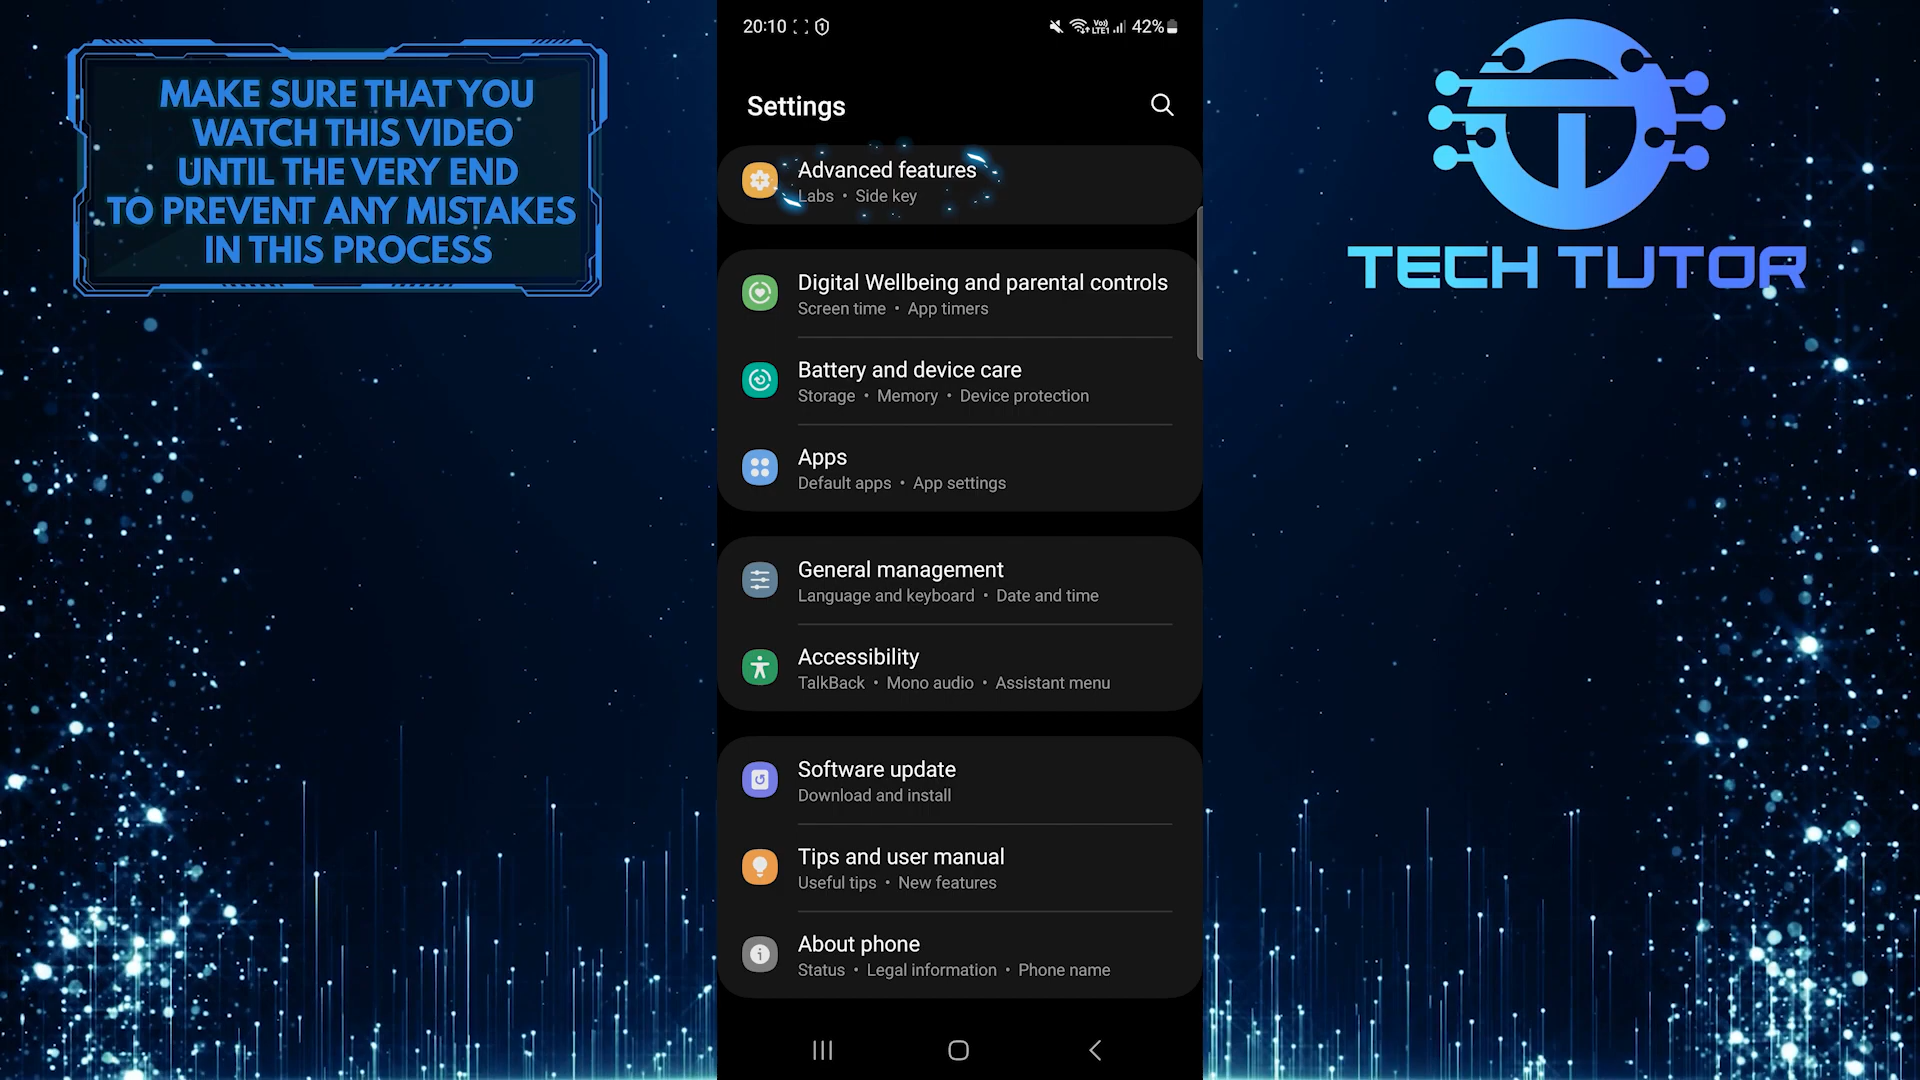 MAKE SURE THAT YOU
WATCH THIS VIDEO
UNTIL THE VERY END
TO PREVENT ANY MISTAKES
IN THIS PROCESS
20:10
Vo))
LTE1
42%
Settings
Advanced features
Labs • Side key
Digital Wellbeing and parental controls
Screen time • App timers
Battery and device care
Storage • Memory • Device protection
Apps
Default apps • App settings
General management
Language and keyboard • Date and time
Accessibility
TalkBack • Mono audio • Assistant menu
Software update
Download and install
Tips and user manual
Useful tips • New features
About phone
Status • Legal information • Phone name
TECH TUTOR